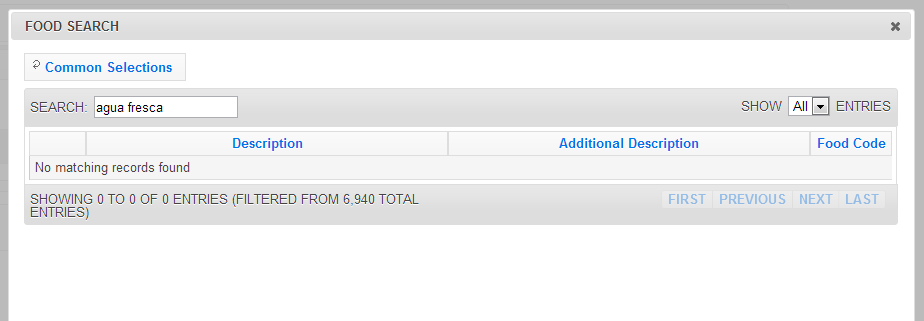 FOOD SEARCH
Common Selections
SEARCH: agua fresca SHOW All ENTRIES
Description Additional Description Food Code
No matching records found
SHOWING 0 TO 0 OF 0 ENTRIES (FILTERED FROM 6,940 TOTAL
ENTRIES)
FIRST PREVIOUS NEXT LAST